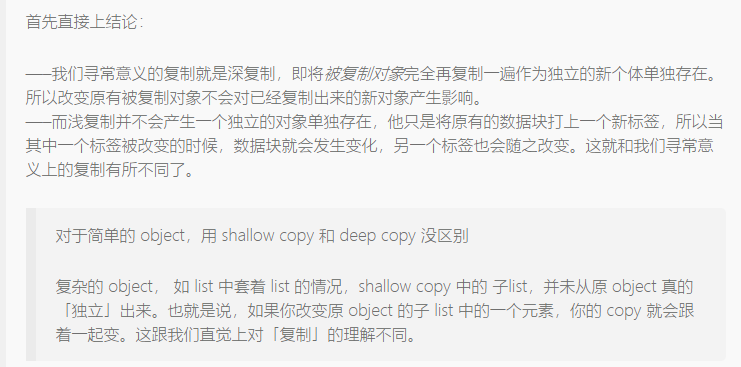 首先直接上结论：
——我们寻常意义的复制就是深复制，即将被复制对象完全再复制一遍作为独立的新个体单独存在。
所以改变原有被复制对象不会对已经复制出来的新对象产生影响。
——而浅复制并不会产生一个独立的对象单独存在，他只是将原有的数据块打上一个新标签，所以当
其中一个标签被改变的时候，数据块就会发生变化，另一个标签也会随之改变。这就和我们寻常意
义上的复制有所不同了。
对于简单的 object，用 shallow copy 和 deep copy 没区别
复杂的 object， 如 list 中套着 list 的情况，shallow copy 中的 子list，并未从原 object 真的
「独立」出来。也就是说，如果你改变原 object 的子 list 中的一个元素，你的 copy 就会跟
着一起变。这跟我们直觉上对「复制」的理解不同。